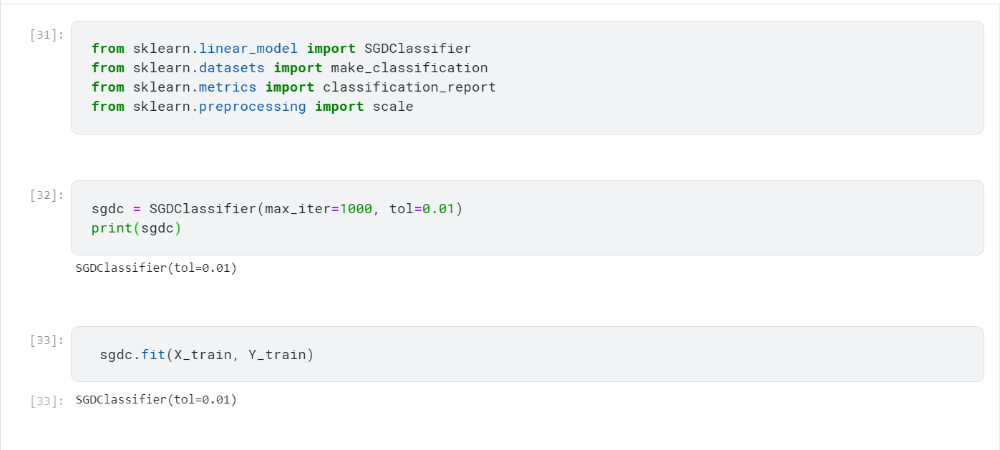 [31]:
from sklearn.linear_model import SGDClassifier
from sklearn.datasets import make_classification
from sklearn.metrics import classification_report
from sklearn.preprocessing import scale
[32]:
sgdc = SGDClassifier(max_iter=1000, tol=0.01)
print(sgdc)
SGDClassifier(tol=0.01)
[33]:
sgdc.fit(X_train, Y_train)
[33]:
SGDClassifier(tol=0.01)